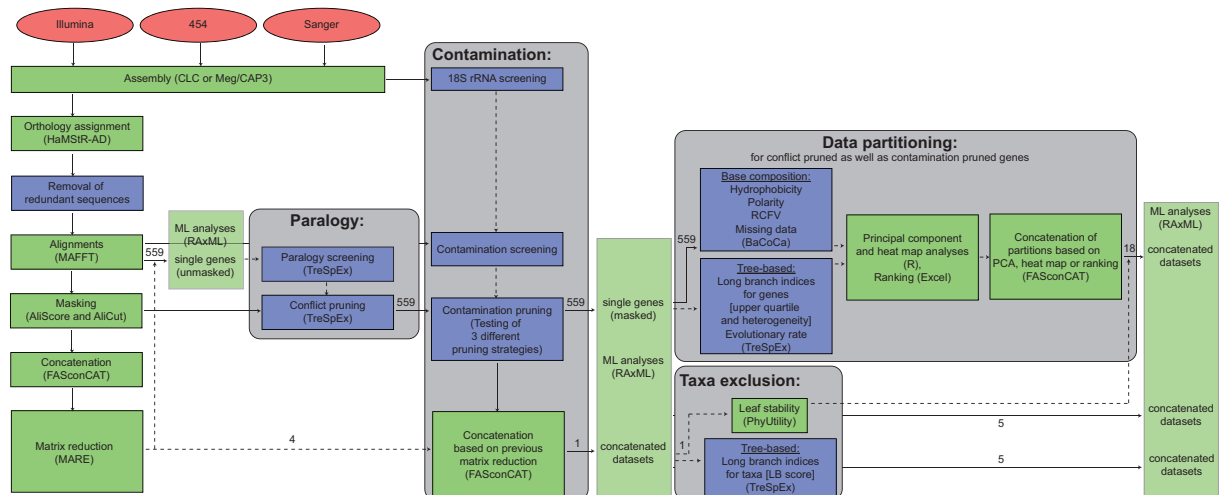 Illumina
454
Sanger
Assembly (CLC or Meg/CAP3)
Orthology assignment
(HaMStR-AD)
Removal of
redundant sequences
Alignments
(MAFFT)
559
Masking
(AliScore and AliCut)
Concatenation
(FASconCAT)
Matrix reduction
(MARE)
4
ML analyses
(RAxML)
single genes
(unmasked)
Paralogy:
Paralogy screening
(TreSpEx)
Conflict pruning
(TreSpEx)
559
Contamination:
18S rRNA screening
Contamination screening
Contamination pruning
(Testing of
3 different
pruning strategies)
559
Concatenation
based on previous
matrix reduction
(FASconCAT)
1
single genes
(masked)
ML analyses
(RAxML)
concatenated
datasets
Data partitioning:
for conflict pruned as well as contamination pruned genes
559
Base composition:
Hydrophobicity
Polarity
RCFV
Missing data
(BaCoCa)
Tree-based:
Long branch indices
for genes
[upper quartile
and heterogeneity]
Evolutionary rate
(TreSpEx)
Principal component
and heat map analyses
(R),
Ranking (Excel)
Concatenation of
partitions based on
PCA, heat map or ranking
(FASconCAT)
18
Taxa exclusion:
1
Leaf stability
(PhyUtility)
5
Tree-based:
Long branch indices
for taxa [LB score]
(TreSpEx)
5
ML analyses
(RAxML)
concatenated
datasets
concatenated
datasets
concatenated
datasets